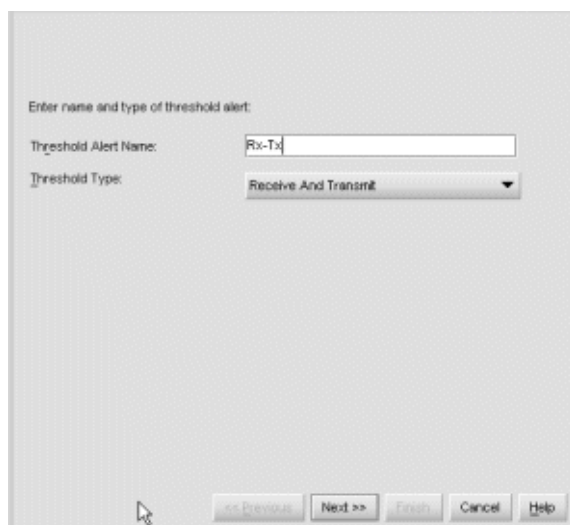 Enter name and type of threshold alert:
Threshold Alert Name: Rx-Tx
Threshold Type: Receive And Transmit
<< Previous Next >> Finish Cancel Help